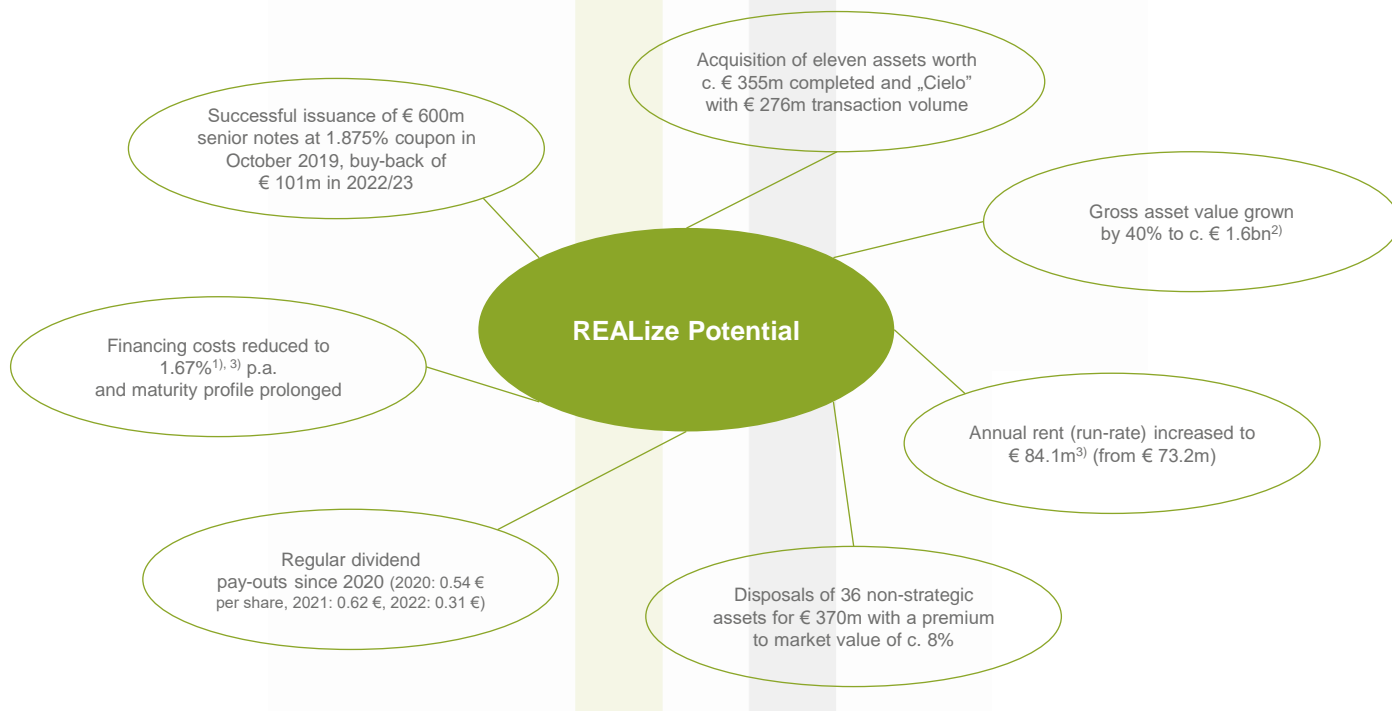 Acquisition of eleven assets worth
c. € 355m completed and „Cielo”
with € 276m transaction volume
Successful issuance of € 600m
senior notes at 1.875% coupon in
October 2019, buy-back of
€ 101m in 2022/23
Gross asset value grown
by 40% to c. € 1.6bn2)
REALize Potential
Financing costs reduced to
1.67%1), 3) p.a.
and maturity profile prolonged
Annual rent (run-rate) increased to
€ 84.1m3) (from € 73.2m)
Regular dividend
pay-outs since 2020 (2020: 0.54 €
per share, 2021: 0.62 €, 2022: 0.31 €)
Disposals of 36 non-strategic
assets for € 370m with a premium
to market value of c. 8%